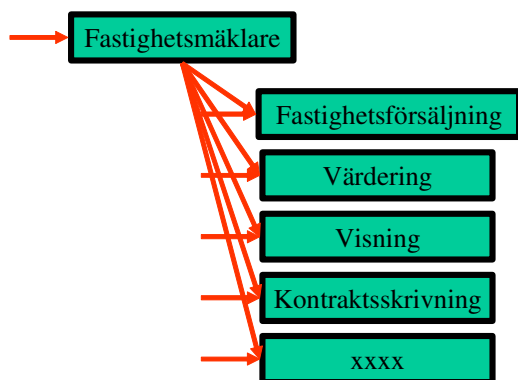 Fastighetsmäklare
Fastighetsförsäljning
Värdering
Visning
Kontraktsskrivning
xxxx